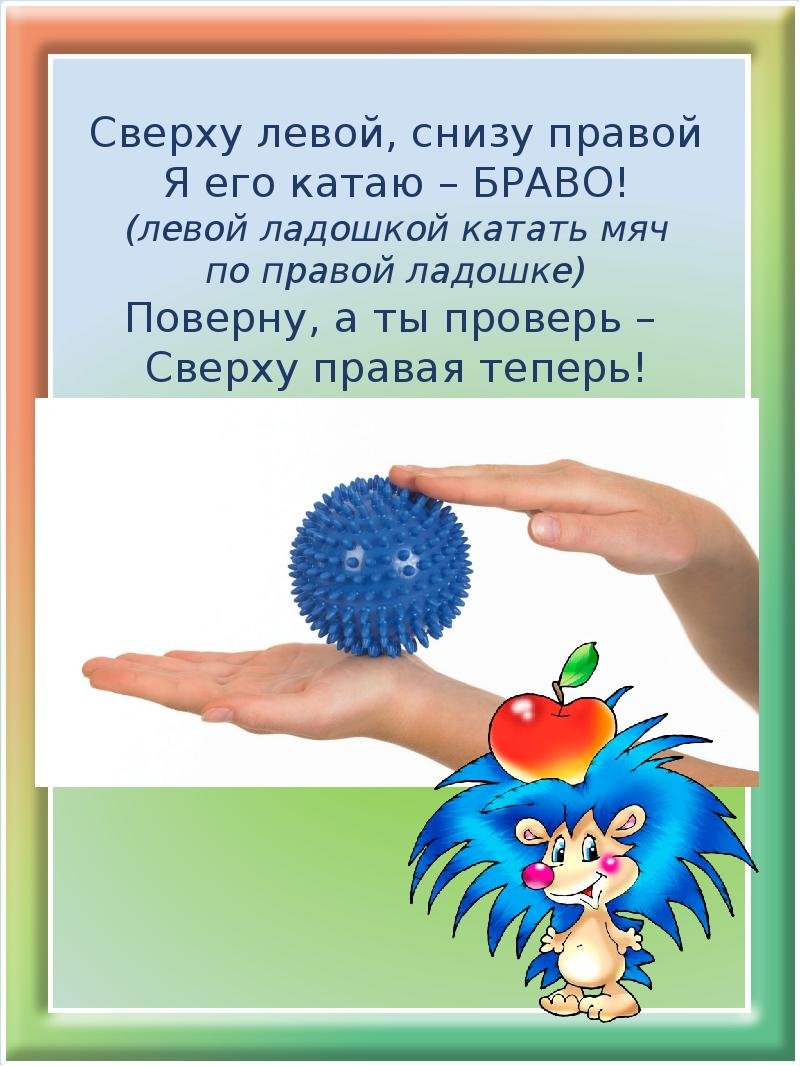 Сверху левой, снизу правой
Я его катаю – БРАВО!
(левой ладошкой катать мяч
по правой ладошке)
Поверну, а ты проверь –
Сверху правая теперь!